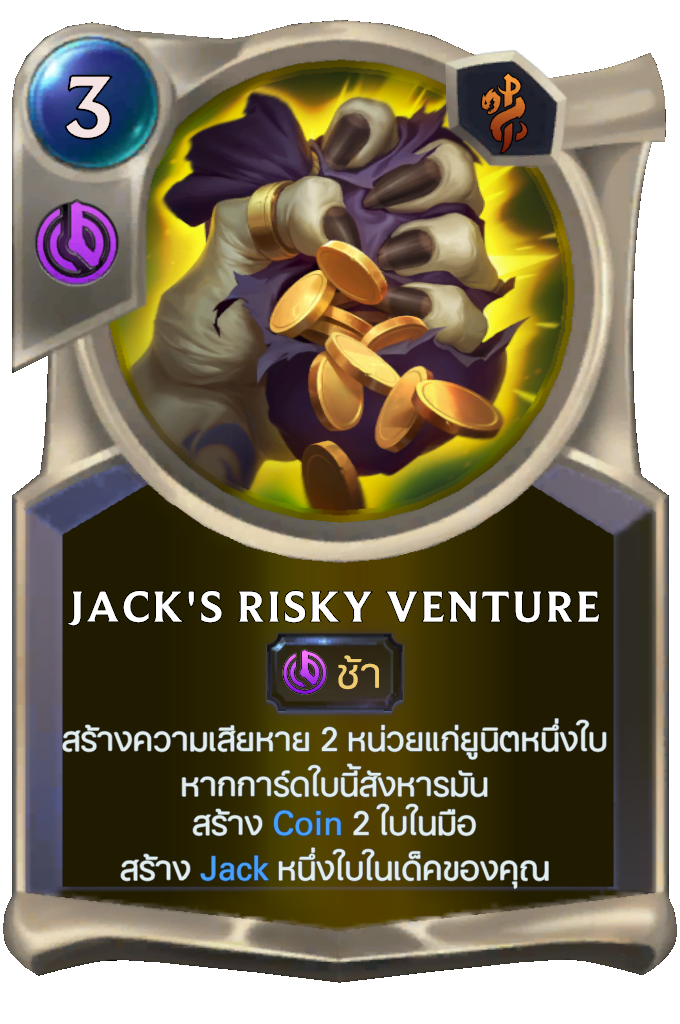 3
JACK'S RISKY VENTURE
ช้า
สร้างความเสียหาย 2 หน่วยแก่ยูนิตหนึ่งใบ
หากการ์ดใบนี้สังหารมัน
สร้าง Coin 2 ใบในมือ
สร้าง Jack หนึ่งใบในเด็คของคุณ